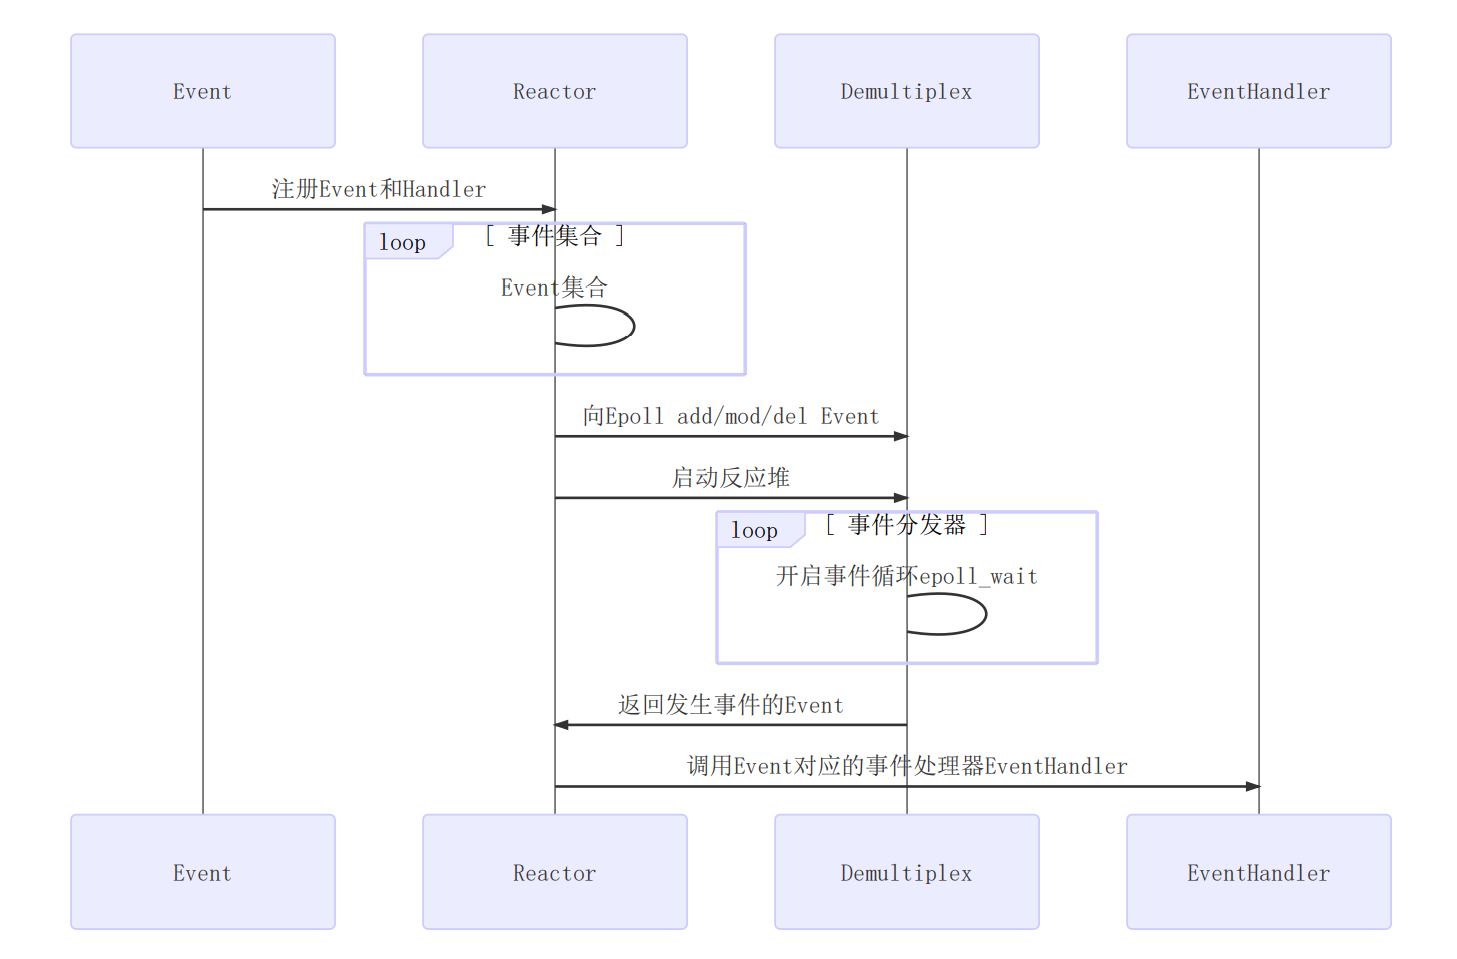 Event
Reactor
Demultiplex
EventHandler
注册Event和Handler
loop
[ 事件集合 ]
Event集合
向Epoll add/mod/del Event
启动反应堆
loop
[ 事件分发器 ]
开启事件循环epoll_wait
返回发生事件的Event
调用Event对应的事件处理器EventHandler
Event
Reactor
Demultiplex
EventHandler